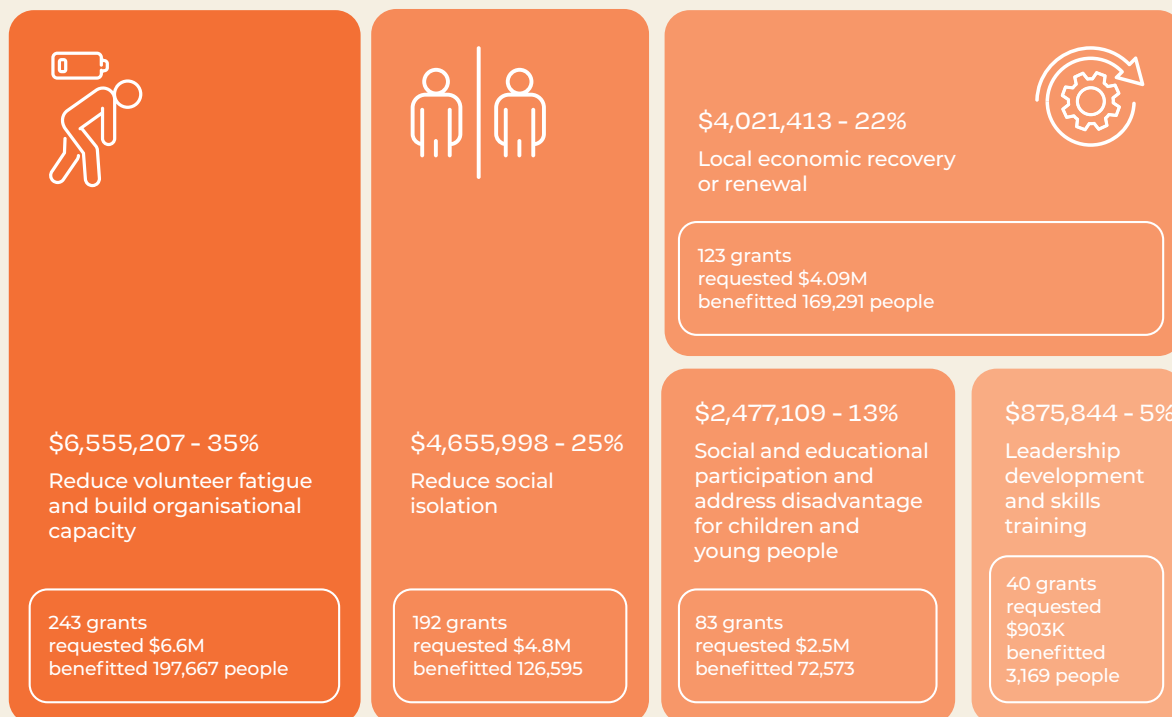 $6,555,207 - 35%
Reduce volunteer fatigue
and build organisational
capacity
243 grants
requested $6.6M
benefitted 197,667 people
$4,655,998 - 25%
Reduce social
isolation
192 grants
requested $4.8M
benefitted 126,595
$4,021,413 - 22%
Local economic recovery
or renewal
123 grants
requested $4.09M
benefitted 169,291 people
$2,477,109 - 13%
Social and educational
participation and
address disadvantage
for children and
young people
83 grants
requested $2.5M
benefitted 72,573
$875,844 - 5%
Leadership
development
and skills
training
40 grants
requested
$903K
benefitted
3,169 people